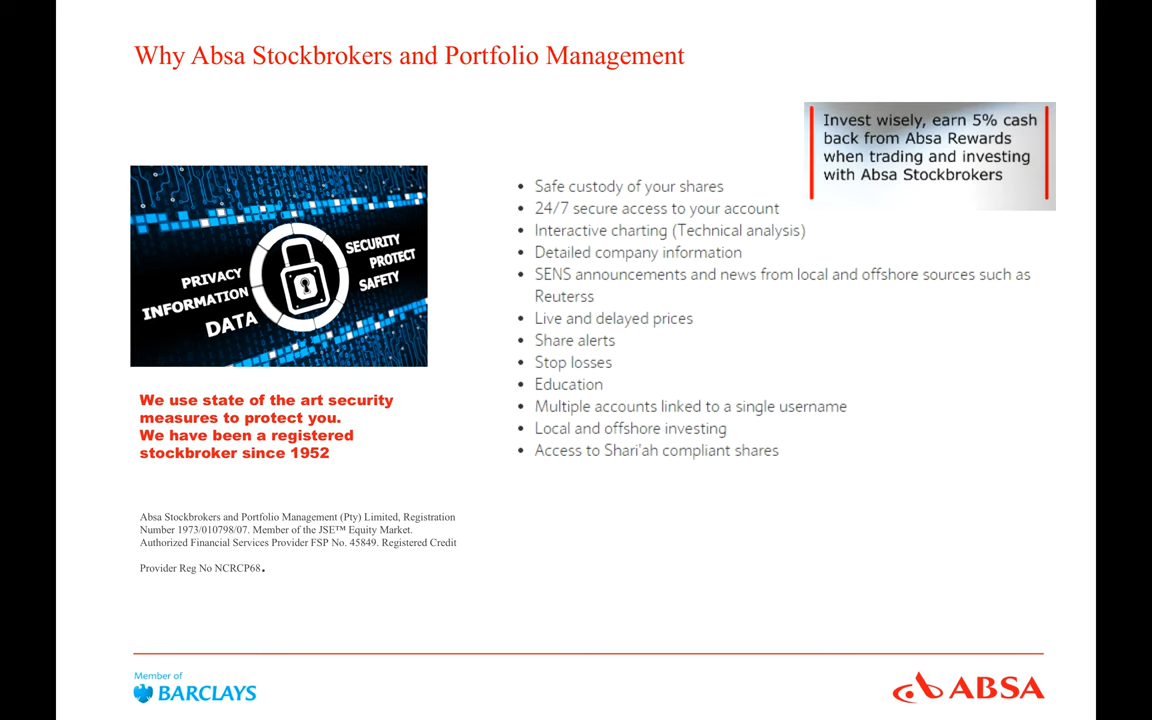 Why Absa Stockbrokers and Portfolio Management
Invest wisely, earn 5% cash
back from Absa Rewards
when trading and investing
with Absa Stockbrokers
PRIVACY
INFORMATION
DATA
SECURITY
PROTECT
SAFETY
• Safe custody of your shares
• 24/7 secure access to your account
• Interactive charting (Technical analysis)
• Detailed company information
• SENS announcements and news from local and offshore sources such as
Reuterss
• Live and delayed prices
• Share alerts
• Stop losses
• Education
• Multiple accounts linked to a single username
• Local and offshore investing
• Access to Shari'ah compliant shares
We use state of the art security
measures to protect you.
We have been a registered
stockbroker since 1952
Absa Stockbrokers and Portfolio Management (Pty) Limited, Registration
Number 1973/010798/07. Member of the JSE™ Equity Market.
Authorized Financial Services Provider FSP No. 45849. Registered Credit
Provider Reg No NCRCP68.
Member of
BARCLAYS
ABSA